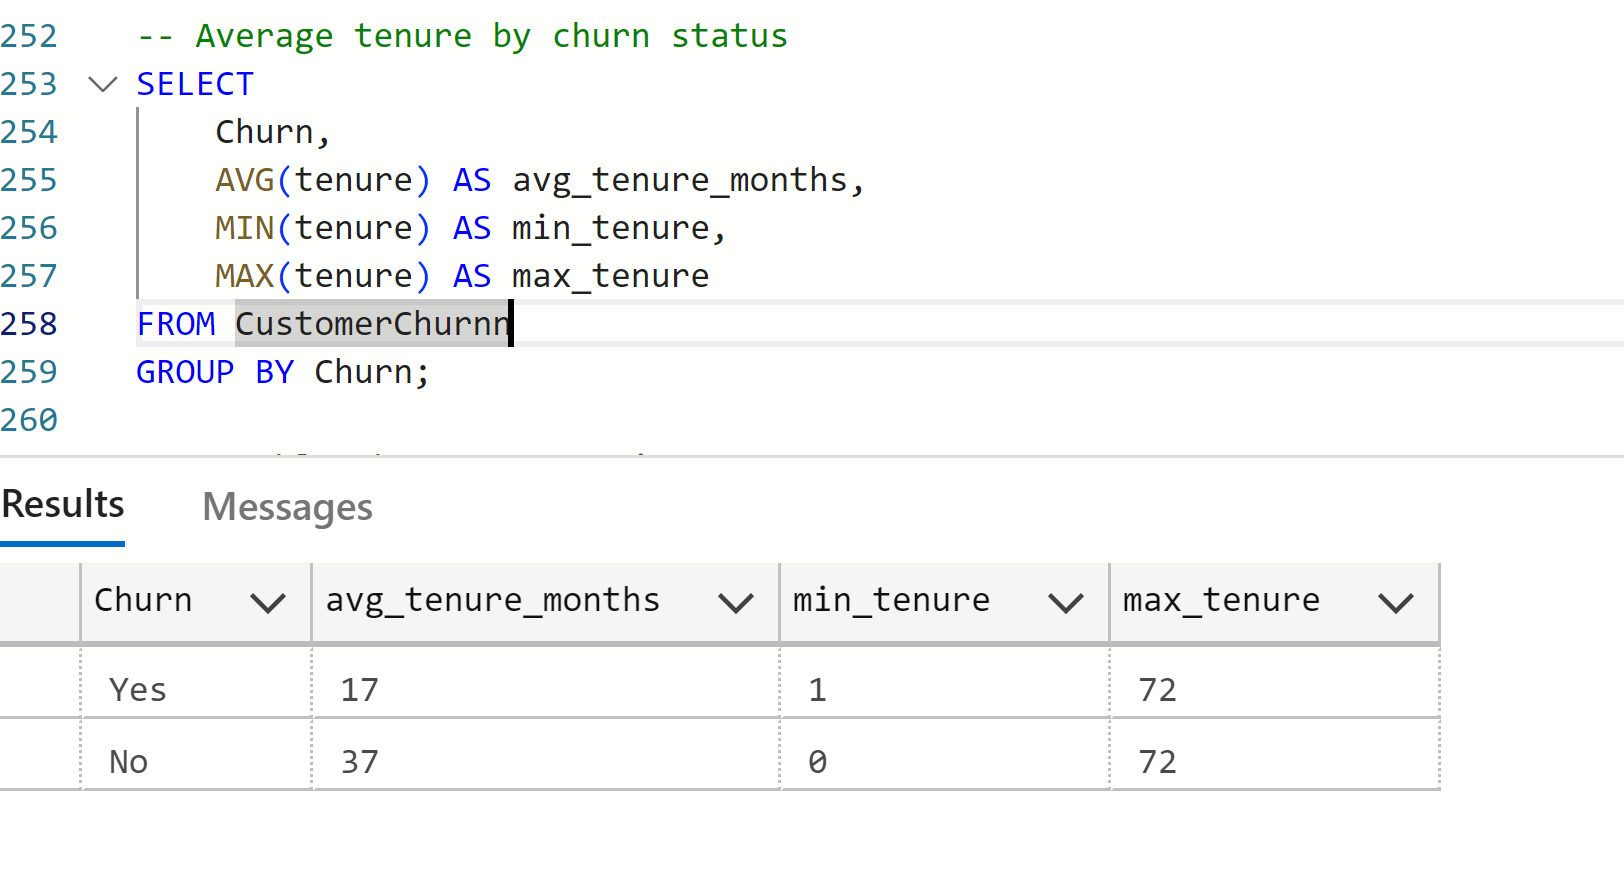 252 -- Average tenure by churn status
253 SELECT
254 Churn,
255 AVG(tenure) AS avg_tenure_months,
256 MIN(tenure) AS min_tenure,
257 MAX(tenure) AS max_tenure
258 FROM CustomerChurnn
259 GROUP BY Churn;
260
Results Messages
Churn avg_tenure_months min_tenure max_tenure
Yes 17 1 72
No 37 0 72